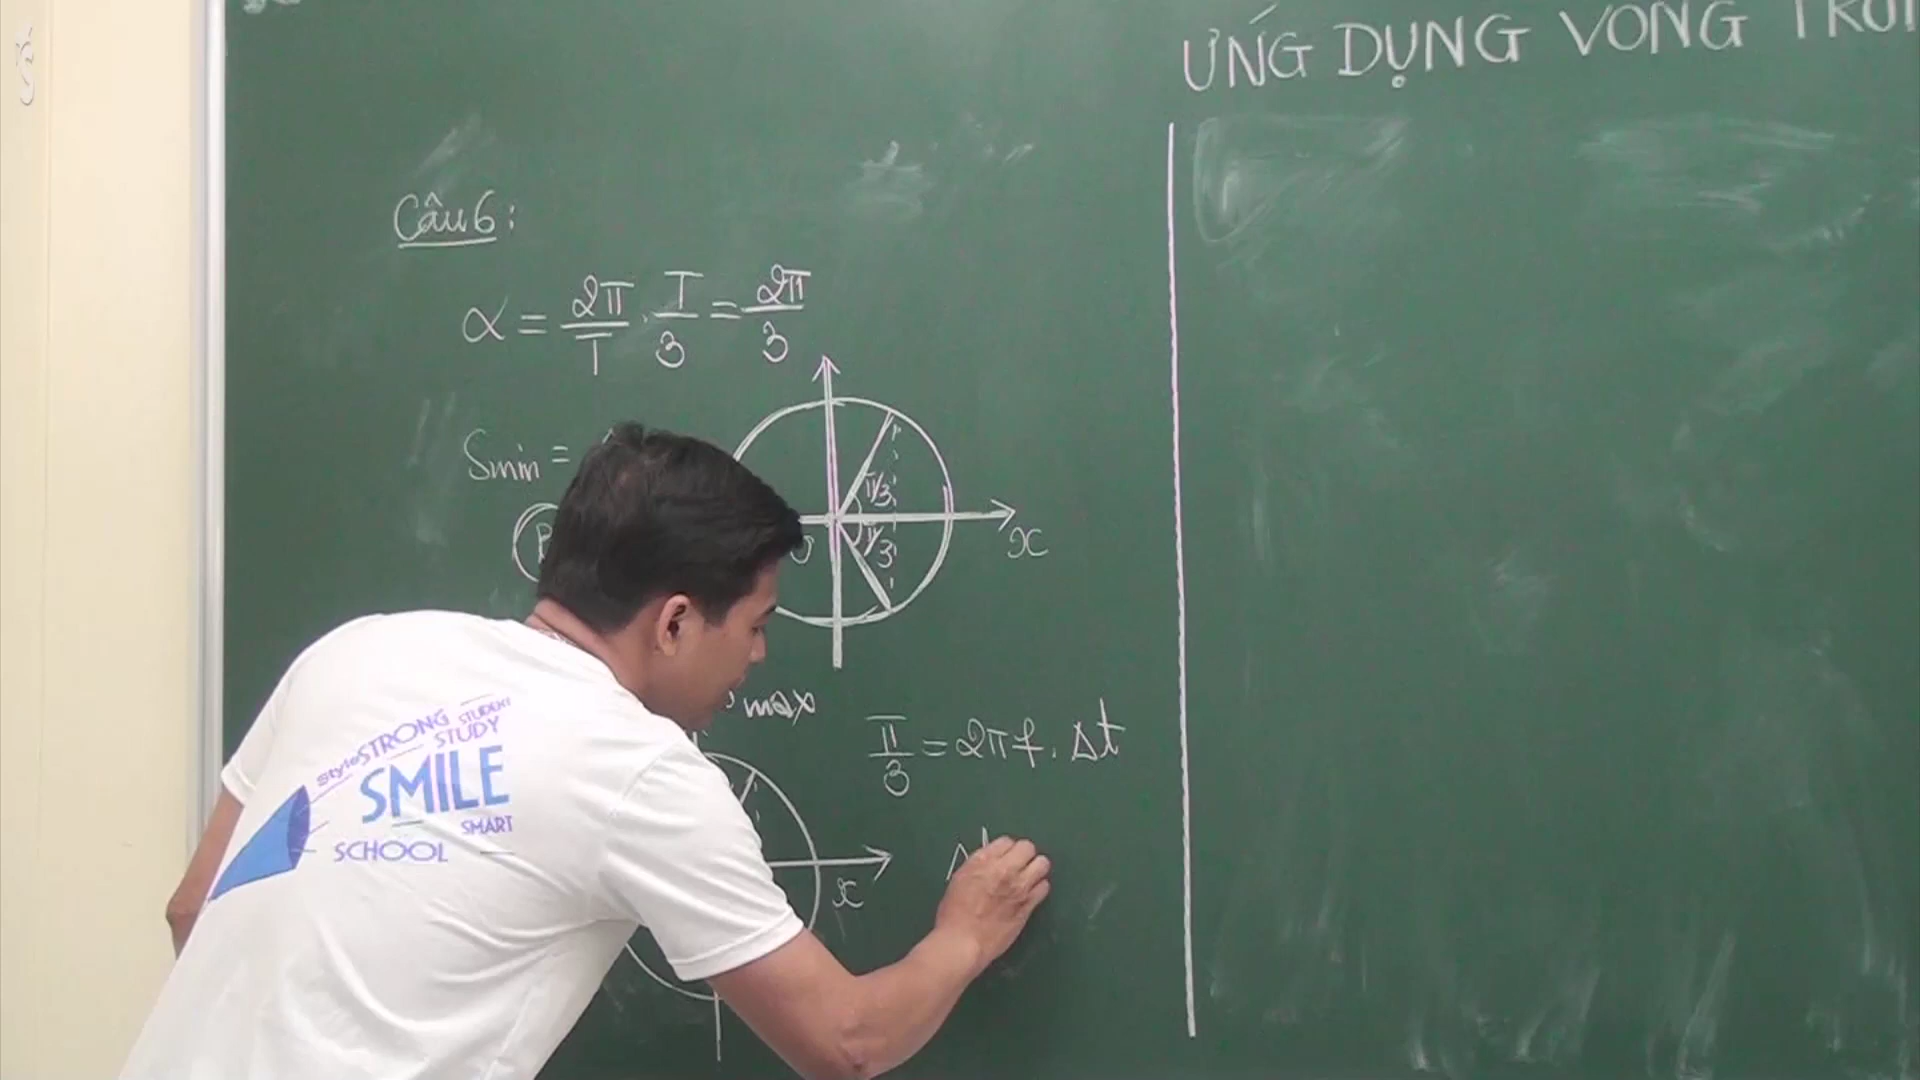 ỨNG DỤNG VÒNG
Câu 6:
α = 2π/T . T/3 = 2π/3
Smin =
π/3
π/3
O
x
max
π/3 = 2πf. Δt
x
Style STRONG STUDENT
STUDY
SMILE
SMART
SCHOOL